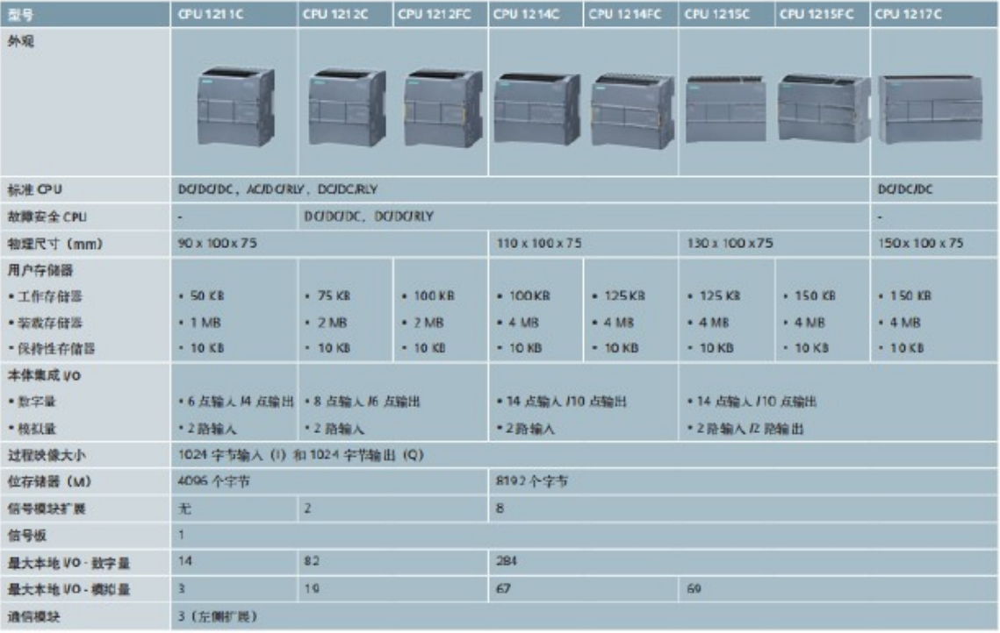 型号 CPU 1211C CPU 1212C CPU 1212FC CPU 1214C CPU 1214FC CPU 1215C CPU 1215FC CPU 1217C
外观
标准 CPU DC/DC/DC，AC/DC/RLY，DC/DC/RLY DC/DC/DC
故障安全 CPU - DC/DC/DC，DC/DC/RLY -
物理尺寸（mm） 90 x 100 x 75 110 x 100 x 75 130 x 100 x 75 150 x 100 x 75
用户存储器
• 工作存储器 • 50 KB • 75 KB • 100 KB • 100 KB • 125 KB • 125 KB • 150 KB • 150 KB
• 装载存储器 • 1 MB • 2 MB • 2 MB • 4 MB • 4 MB • 4 MB • 4 MB • 4 MB
• 保持性存储器 • 10 KB • 10 KB • 10 KB • 10 KB • 10 KB • 10 KB • 10 KB • 10 KB
本体集成 I/O
• 数字量 • 6 点输入 /4 点输出 • 8 点输入 /6 点输出 • 14 点输入 /10 点输出 • 14 点输入 /10 点输出
• 模拟量 • 2 路输入 • 2 路输入 • 2 路输入 • 2 路输入 /2 路输出
过程映像大小 1024 字节输入（I）和 1024 字节输出（Q）
位存储器（M） 4096 个字节 8192 个字节
信号模块扩展 无 2 8
信号板 1
最大本地 I/O - 数字量 14 82 284
最大本地 I/O - 模拟量 3 19 67 69
通信模块 3（左侧扩展）